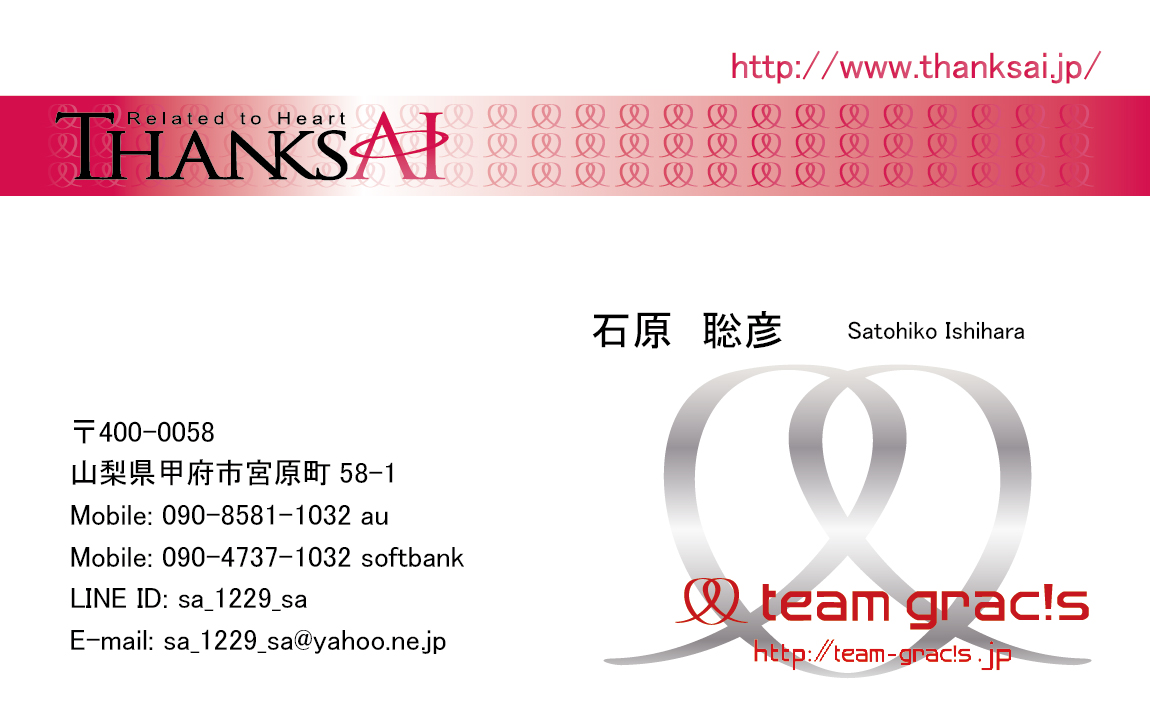 http://www.thanksai.jp/
Related to Heart
THANKSAI
石原 聡彦 Satohiko Ishihara
〒400-0058
山梨県甲府市宮原町 58-1
Mobile: 090-8581-1032 au
Mobile: 090-4737-1032 softbank
LINE ID: sa_1229_sa
E-mail: sa_1229_sa@yahoo.ne.jp
team grac!s
http://team-grac!s.jp